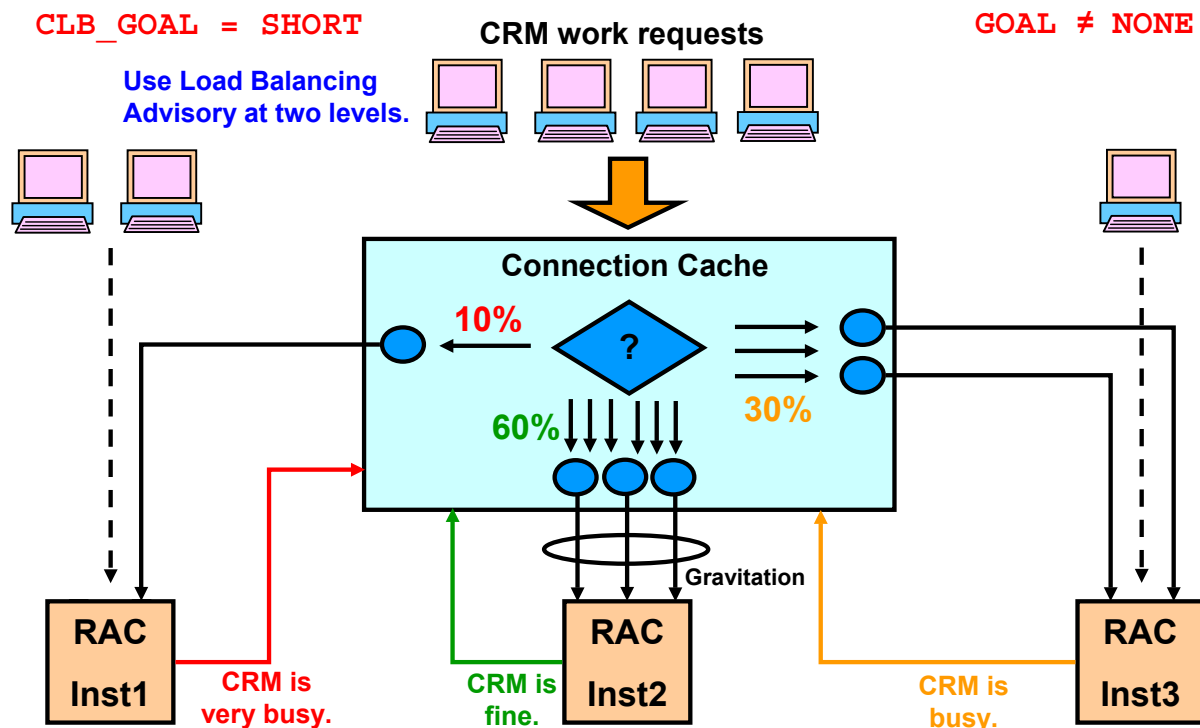 CLB_GOAL = SHORT
CRM work requests
GOAL ≠ NONE
Use Load Balancing
Advisory at two levels.
Connection Cache
10%
?
60%
30%
Gravitation
RAC
Inst1
CRM is
very busy.
CRM is
fine.
RAC
Inst2
CRM is
busy.
RAC
Inst3